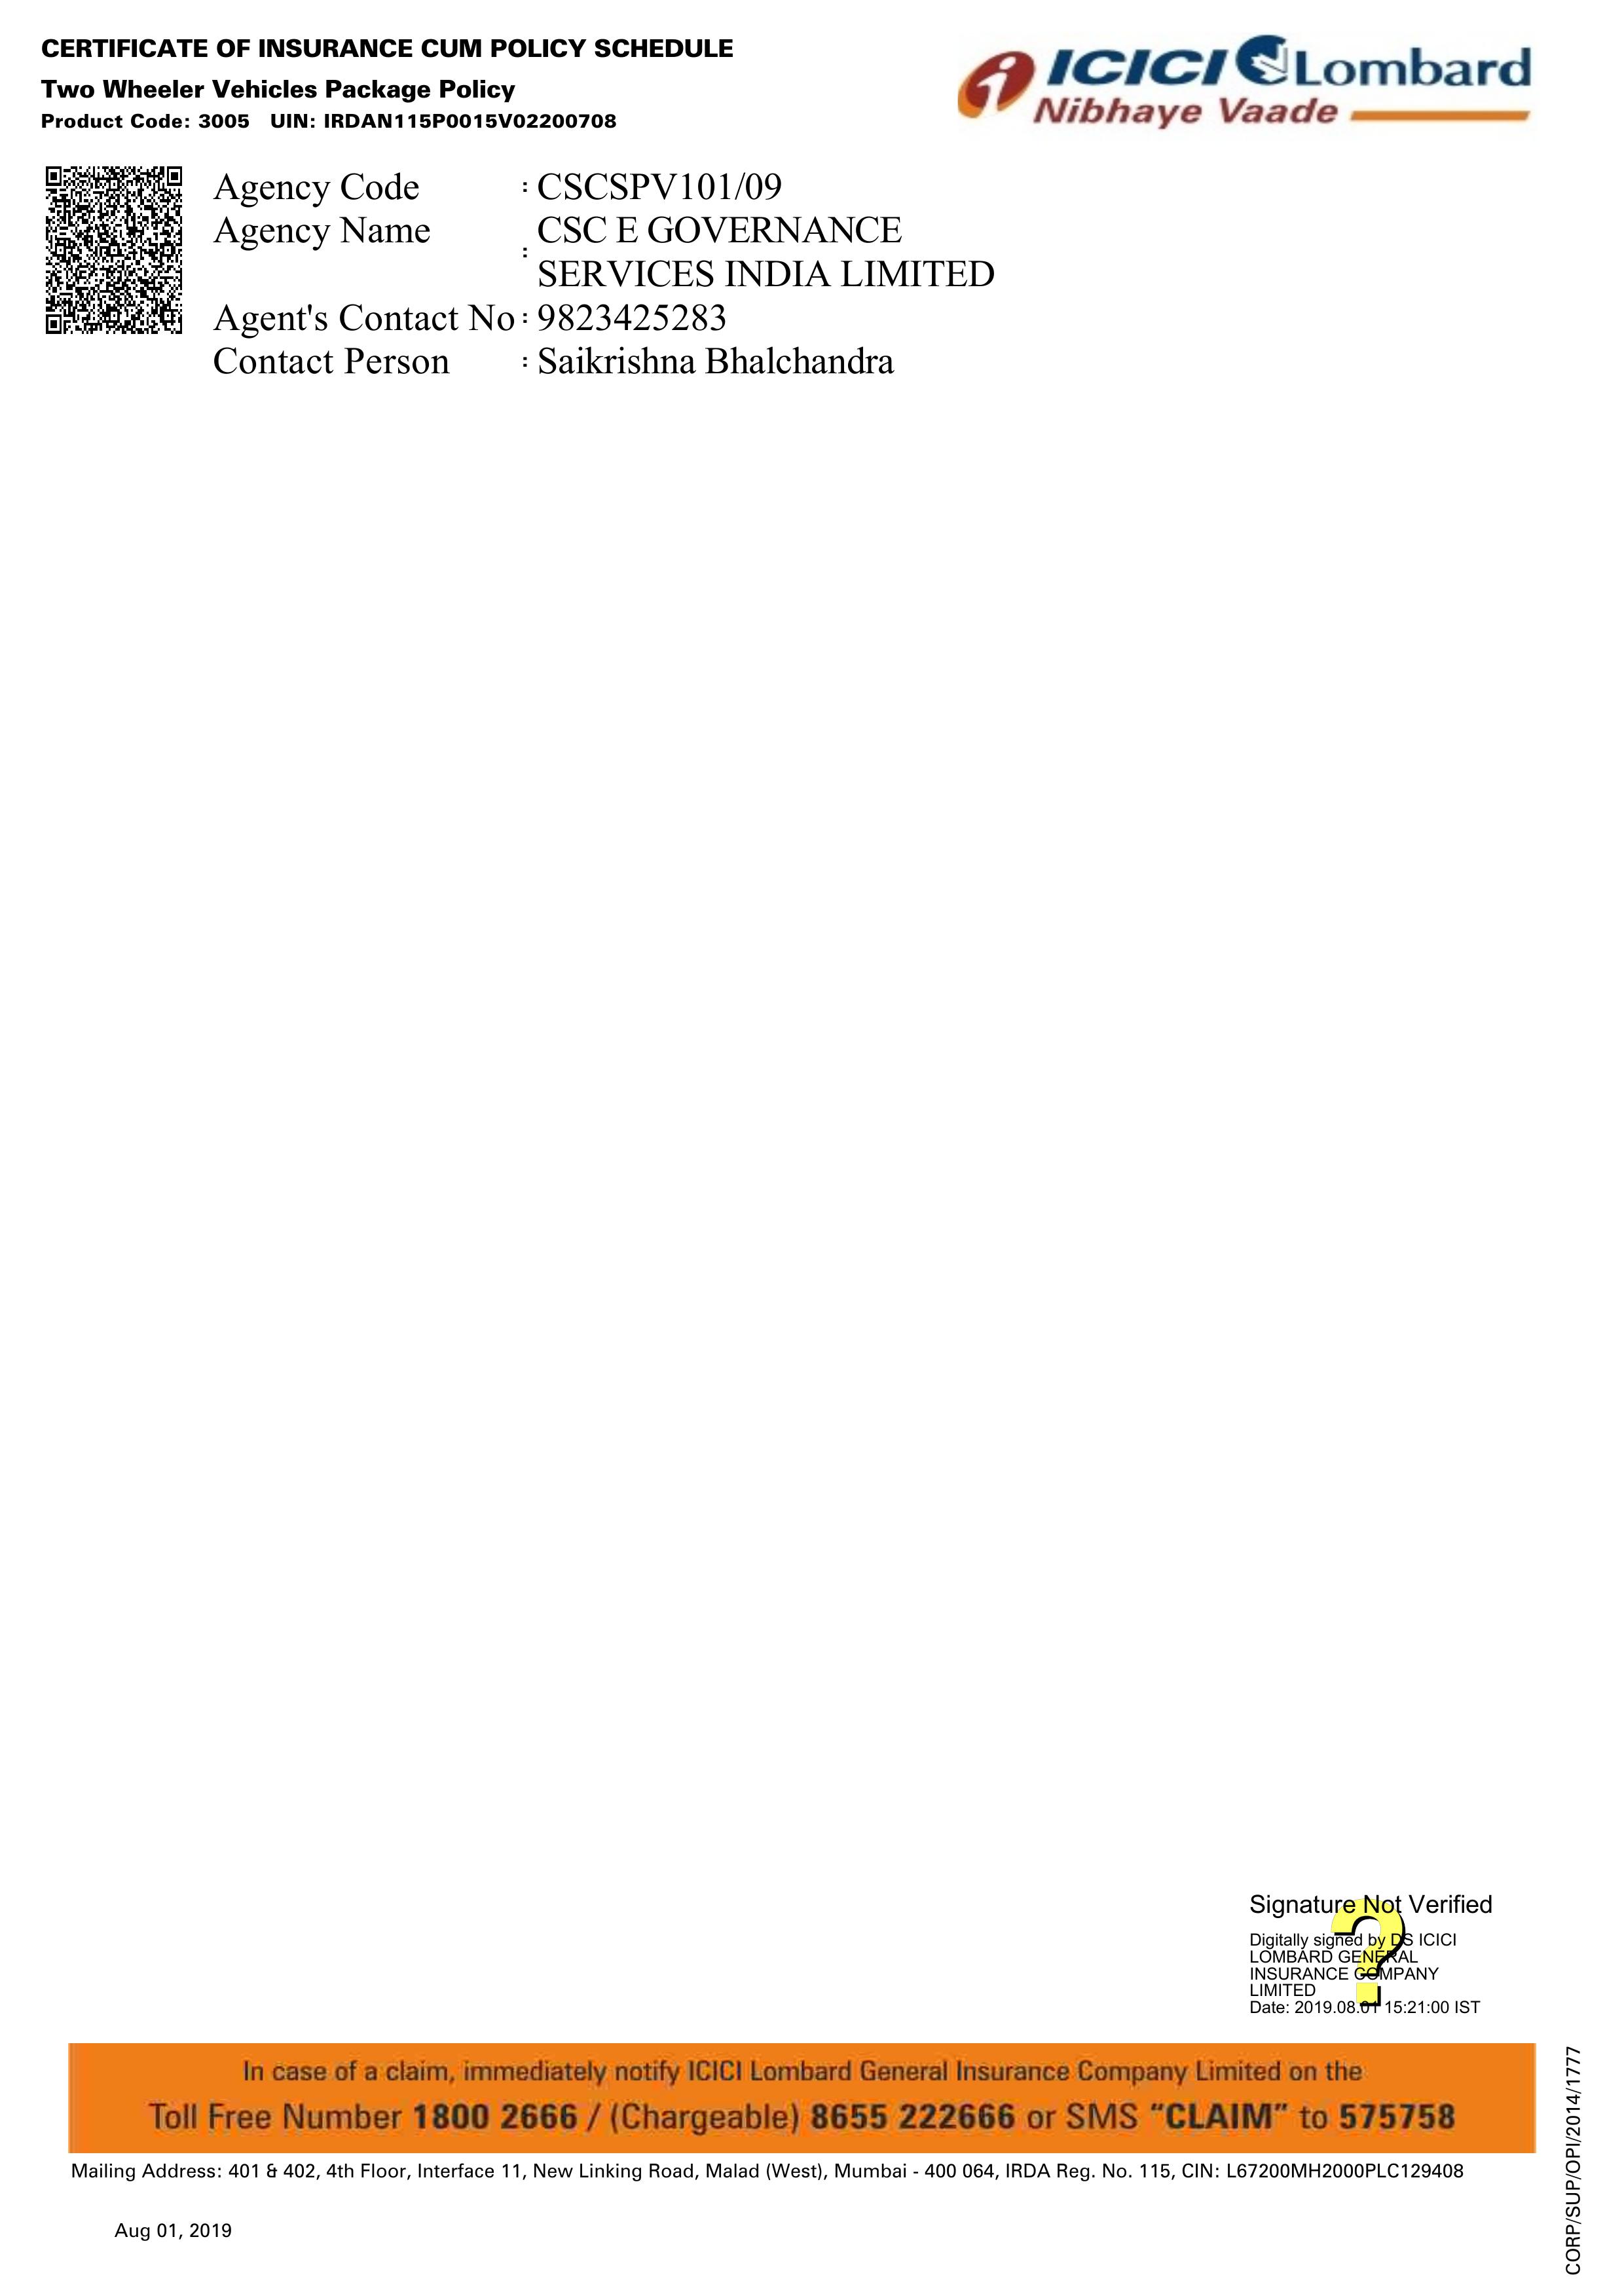 CERTIFICATE OF INSURANCE CUM POLICY SCHEDULE
Two Wheeler Vehicles Package Policy
Product Code: 3005 UIN: IRDAN115P0015V02200708
ICICI Lombard
Nibhaye Vaade
Agency Code : CSCSPV101/09
Agency Name : CSC E GOVERNANCE
SERVICES INDIA LIMITED
Agent's Contact No : 9823425283
Contact Person : Saikrishna Bhalchandra
Signature Not Verified
Digitally signed by DS ICICI
LOMBARD GENERAL
INSURANCE COMPANY
LIMITED
Date: 2019.08.01 15:21:00 IST
In case of a claim, immediately notify ICICI Lombard General Insurance Company Limited on the
Toll Free Number 1800 2666 / (Chargeable) 8655 222666 or SMS “CLAIM” to 575758
Mailing Address: 401 & 402, 4th Floor, Interface 11, New Linking Road, Malad (West), Mumbai - 400 064, IRDA Reg. No. 115, CIN: L67200MH2000PLC129408
Aug 01, 2019
CORP/SUP/OPI/2014/1777